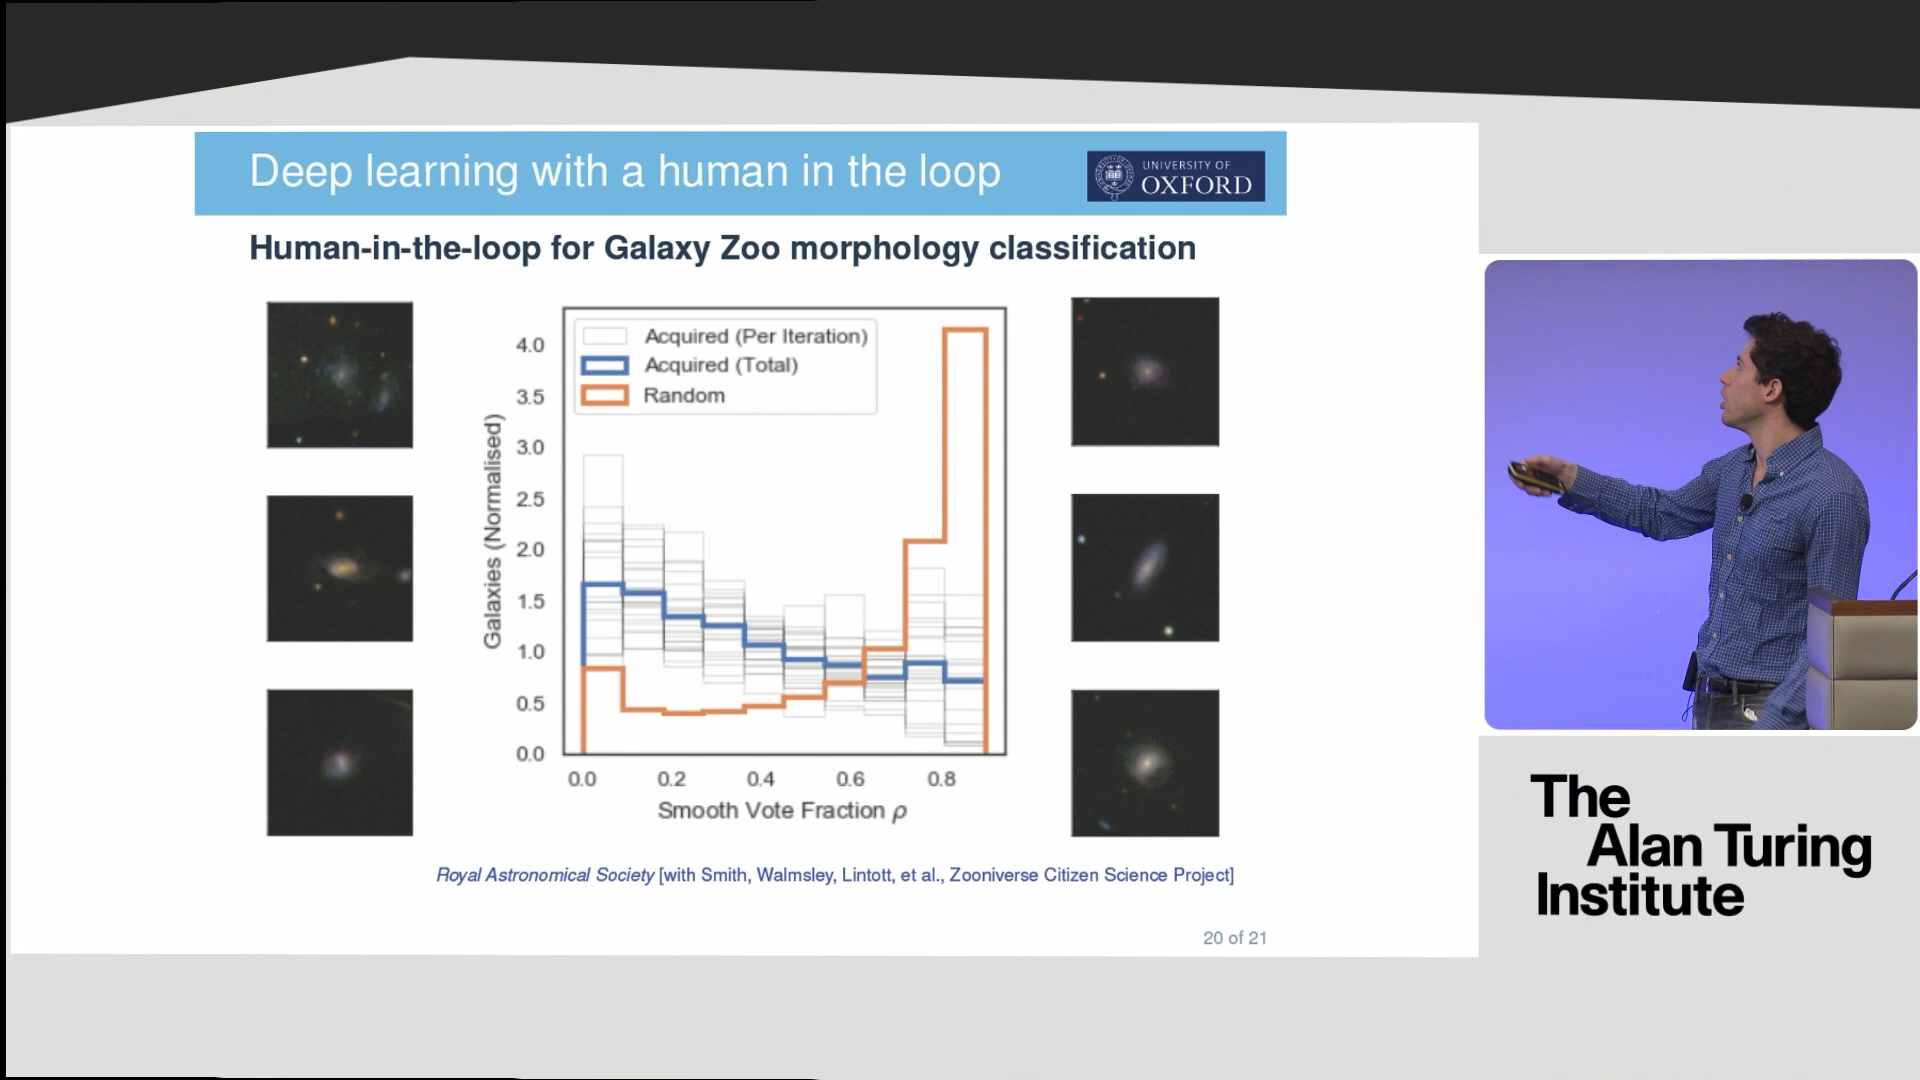 Deep learning with a human in the loop
UNIVERSITY OF
OXFORD
Human-in-the-loop for Galaxy Zoo morphology classification
Acquired (Per Iteration)
Acquired (Total)
Random
4.0
3.5
3.0
2.5
2.0
1.5
1.0
0.5
0.0
Galaxies (Normalised)
0.0 0.2 0.4 0.6 0.8
Smooth Vote Fraction ρ
Royal Astronomical Society [with Smith, Walmsley, Lintott, et al., Zooniverse Citizen Science Project]
20 of 21
The
Alan Turing
Institute